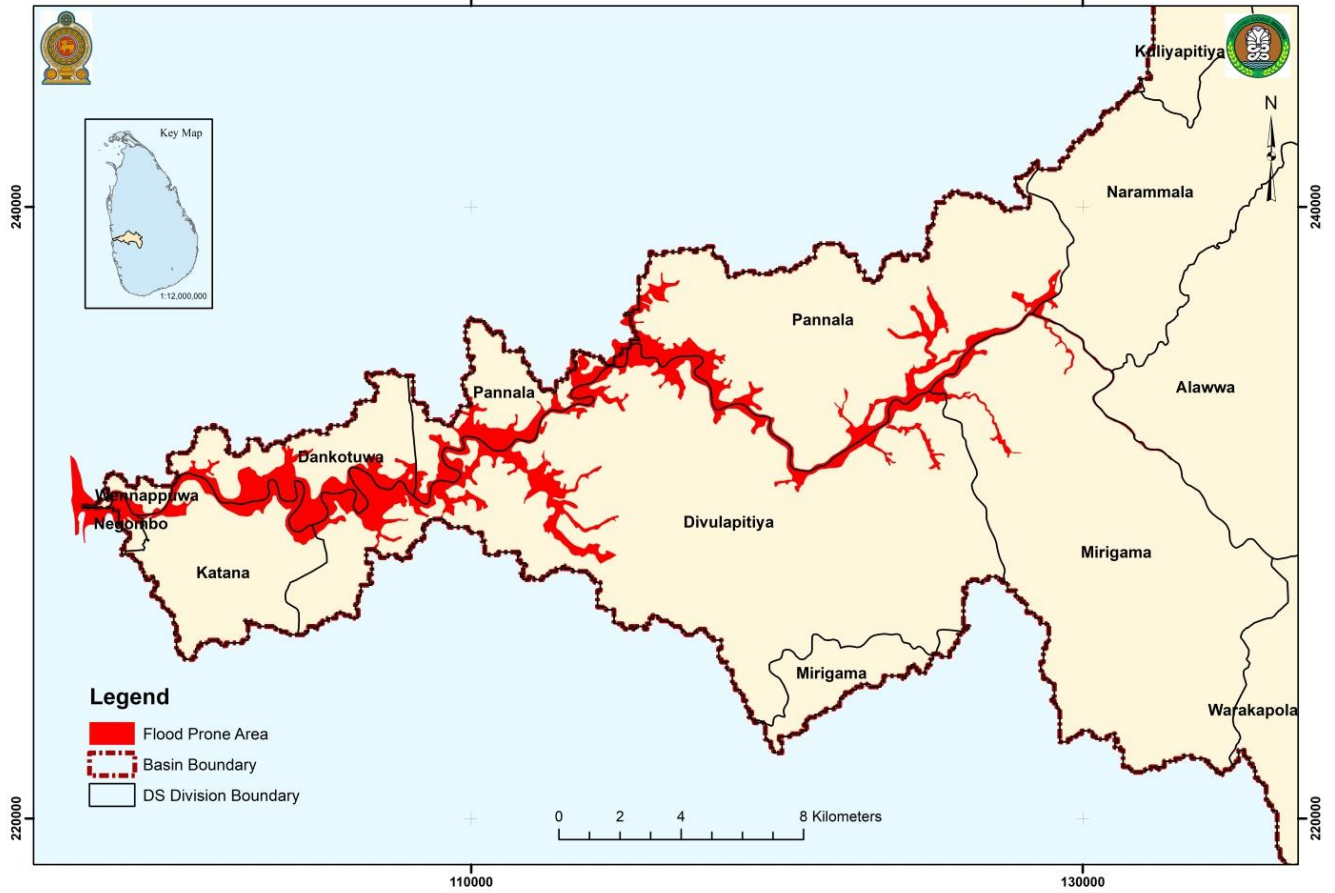 Kuliyapitiya
N
Key Map
1:12,000,000
240000
240000
Narammala
Pannala
Alawwa
Pannala
Dankotuwa
Wennappuwa
Negombo
Divulapitiya
Katana
Mirigama
Mirigama
Warakapola
Legend
Flood Prone Area
Basin Boundary
DS Division Boundary
0 2 4 8 Kilometers
220000
220000
110000
130000